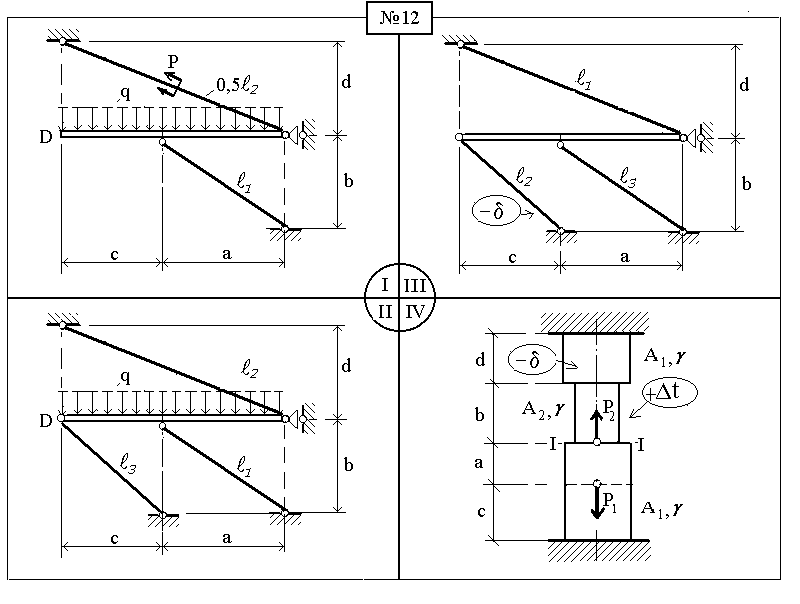 №12
P
0,5ℓ2
d
q
D
b
ℓ1
c
a
ℓ1
d
ℓ2
ℓ3
b
−δ
c
a
I
III
II
IV
ℓ2
d
q
D
ℓ3
ℓ1
b
c
a
d
−δ
A1, γ
b
A2, γ
P2
+Δt
I
I
a
c
P1
A1, γ